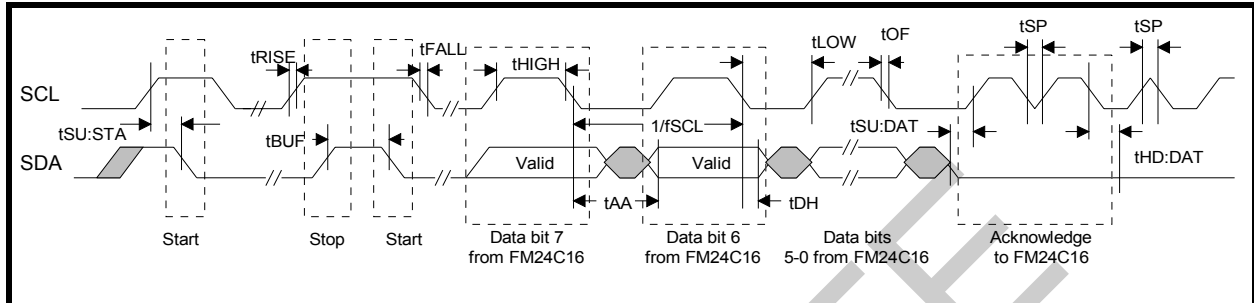 tSP
tSP
tRISE
tFALL
tHIGH
tLOW
tOF
SCL
tSU:STA
tBUF
1/fSCL
tSU:DAT
tHD:DAT
SDA
Valid
Valid
tAA
tDH
Start
Stop
Start
Data bit 7
from FM24C16
Data bit 6
from FM24C16
Data bits
5-0 from FM24C16
Acknowledge
to FM24C16